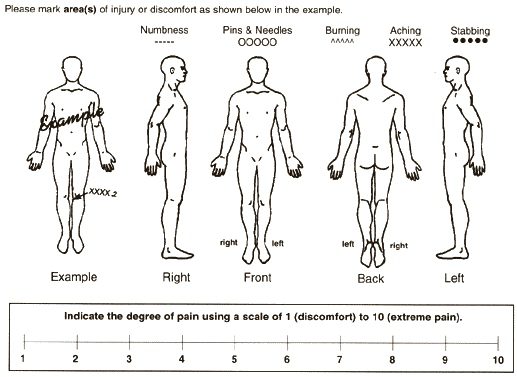 Please mark area(s) of injury or discomfort as shown below in the example.
Numbness Pins & Needles Burning Aching Stabbing
----- OOOOO ^^^^^ XXXXX ●●●●●
Example
XXXX 2
right left left right
Example Right Front Back Left
Indicate the degree of pain using a scale of 1 (discomfort) to 10 (extreme pain).
1 2 3 4 5 6 7 8 9 10